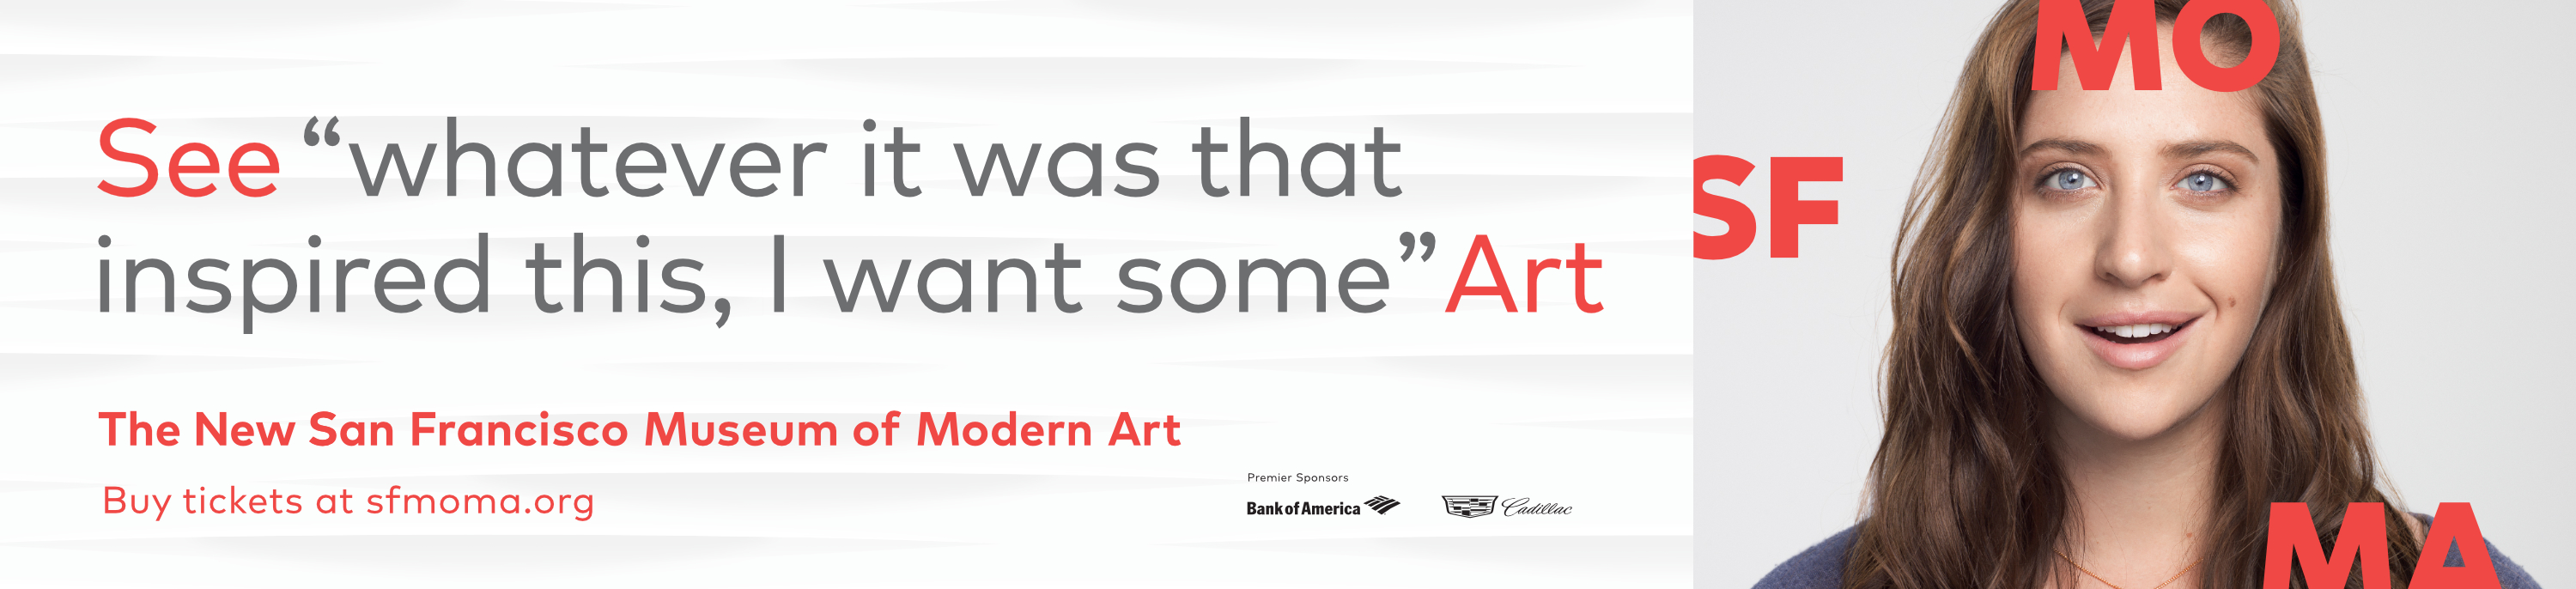 See “whatever it was that
inspired this, I want some” Art
The New San Francisco Museum of Modern Art
Buy tickets at sfmoma.org
Premier Sponsors
Bank of America
Cadillac
MO
SF
MA